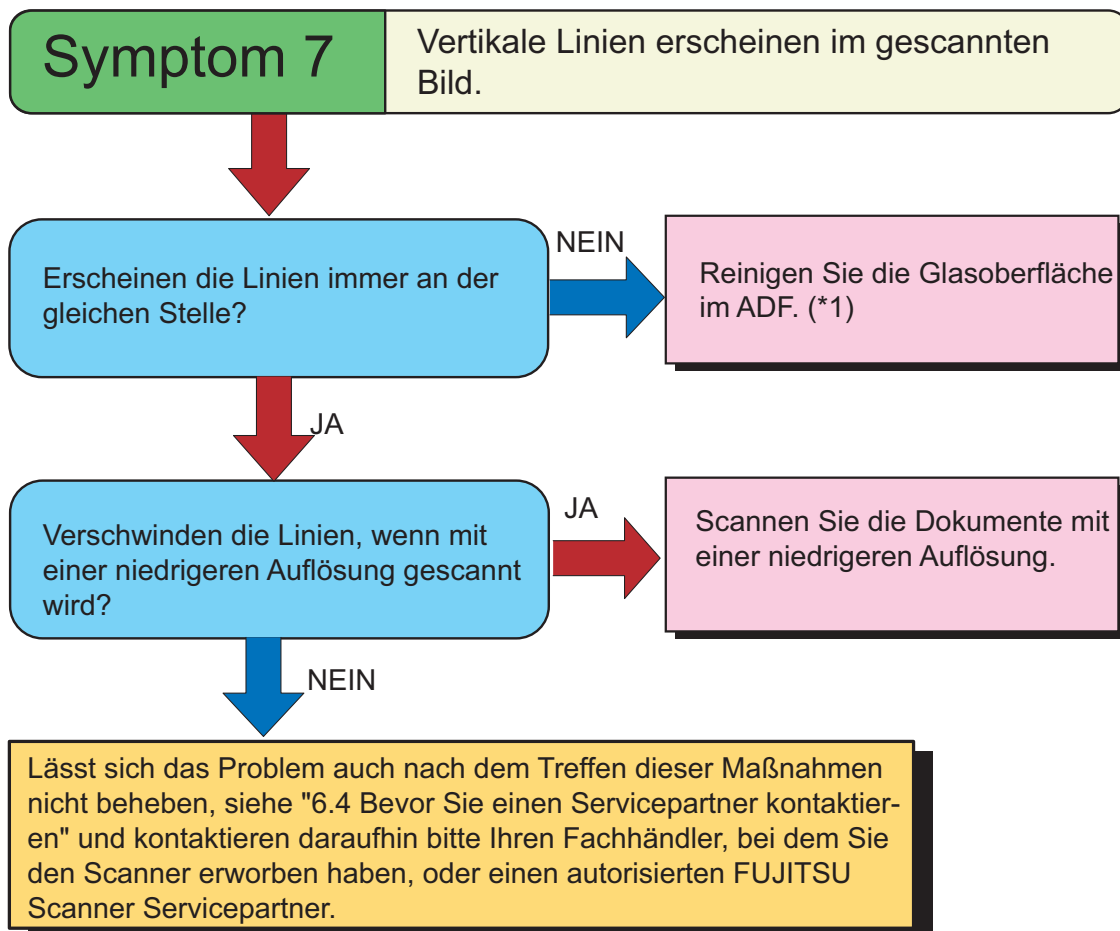 Symptom 7
Vertikale Linien erscheinen im gescannten
Bild.
Erscheinen die Linien immer an der
gleichen Stelle?
NEIN
Reinigen Sie die Glasoberfläche
im ADF. (*1)
JA
Verschwinden die Linien, wenn mit
einer niedrigeren Auflösung gescannt
wird?
JA
Scannen Sie die Dokumente mit
einer niedrigeren Auflösung.
NEIN
Lässt sich das Problem auch nach dem Treffen dieser Maßnahmen
nicht beheben, siehe "6.4 Bevor Sie einen Servicepartner kontaktier-
en" und kontaktieren daraufhin bitte Ihren Fachhändler, bei dem Sie
den Scanner erworben haben, oder einen autorisierten FUJITSU
Scanner Servicepartner.